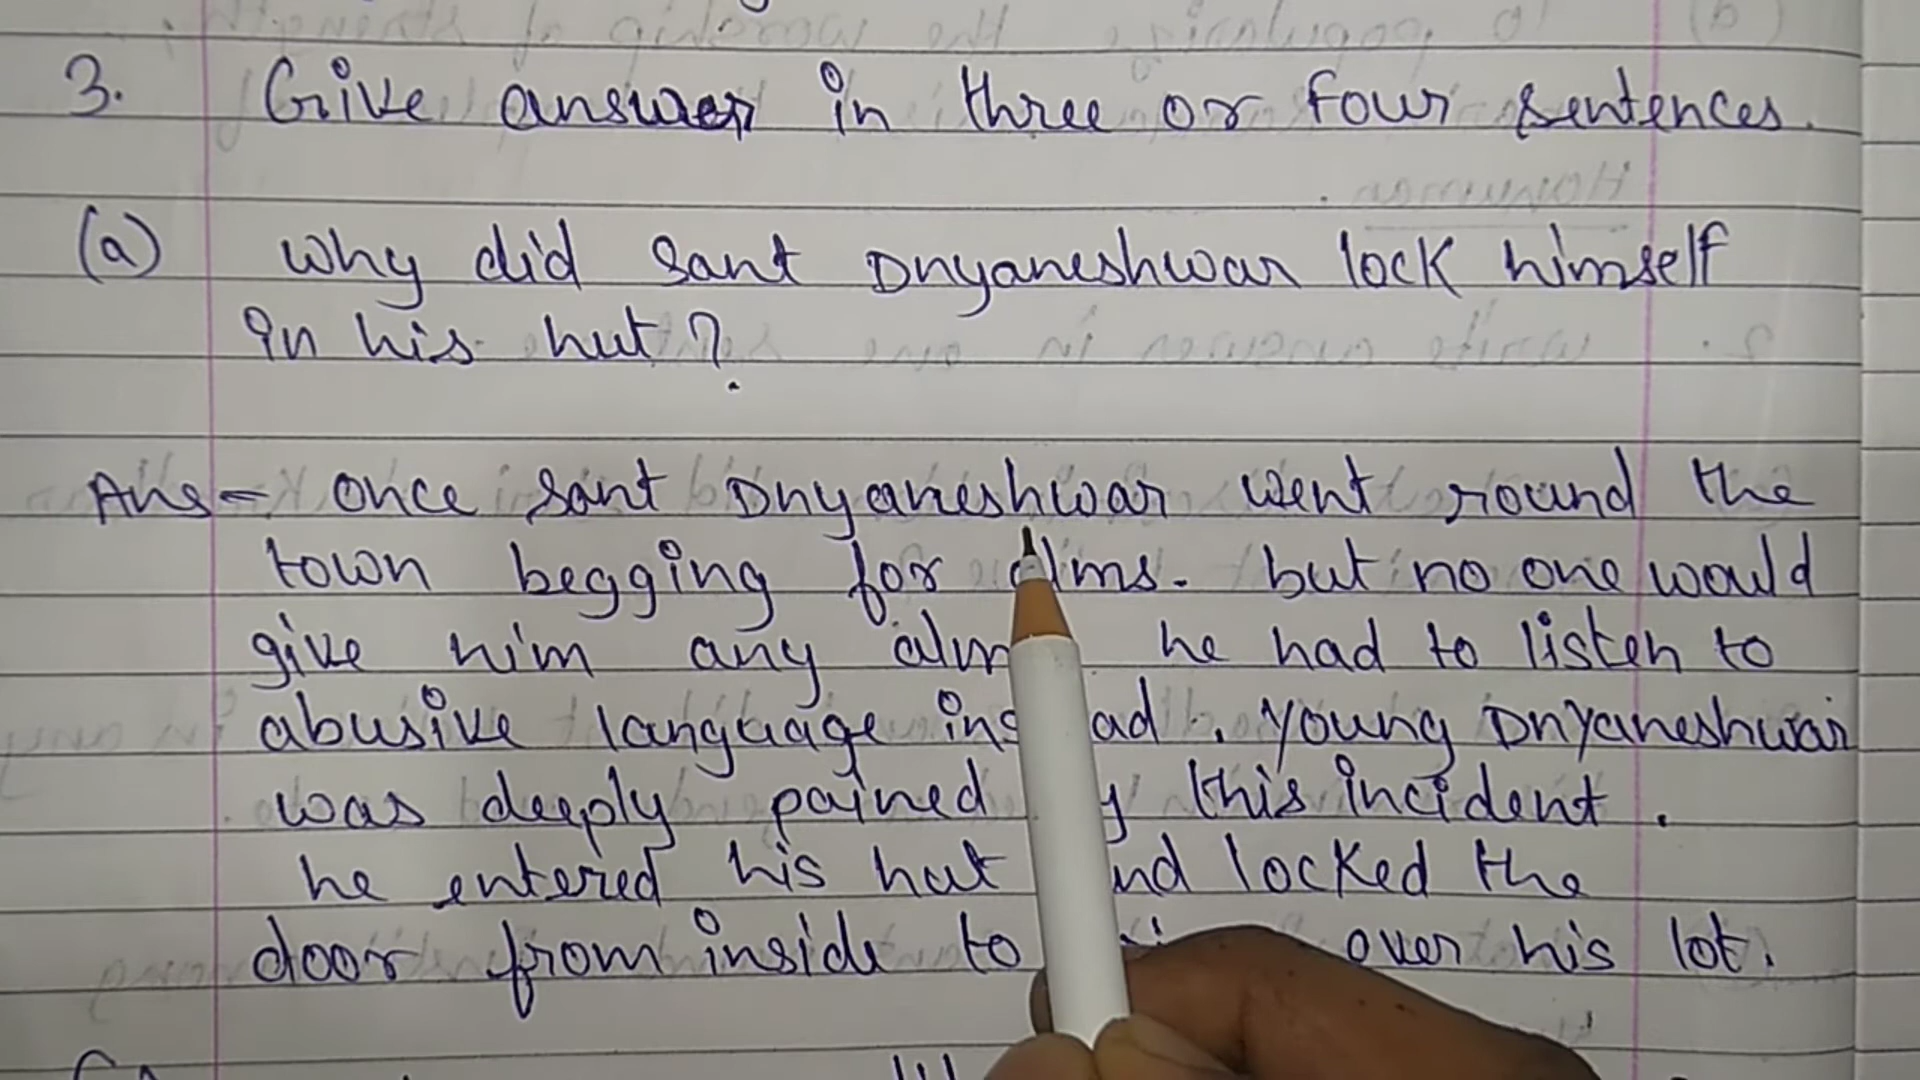 3. Give answer in three or four sentences.
(a) Why did sant Dnyaneshwar lock himself
in his hut?
Ans- once sant Dnyaneshwar went round the
town begging for alms. but no one would
give him any he had to listen to
abusive language instead. young Dnyaneshwar
was deeply pained by this incident.
he entered his hut and locked the
door from inside to over his lot.